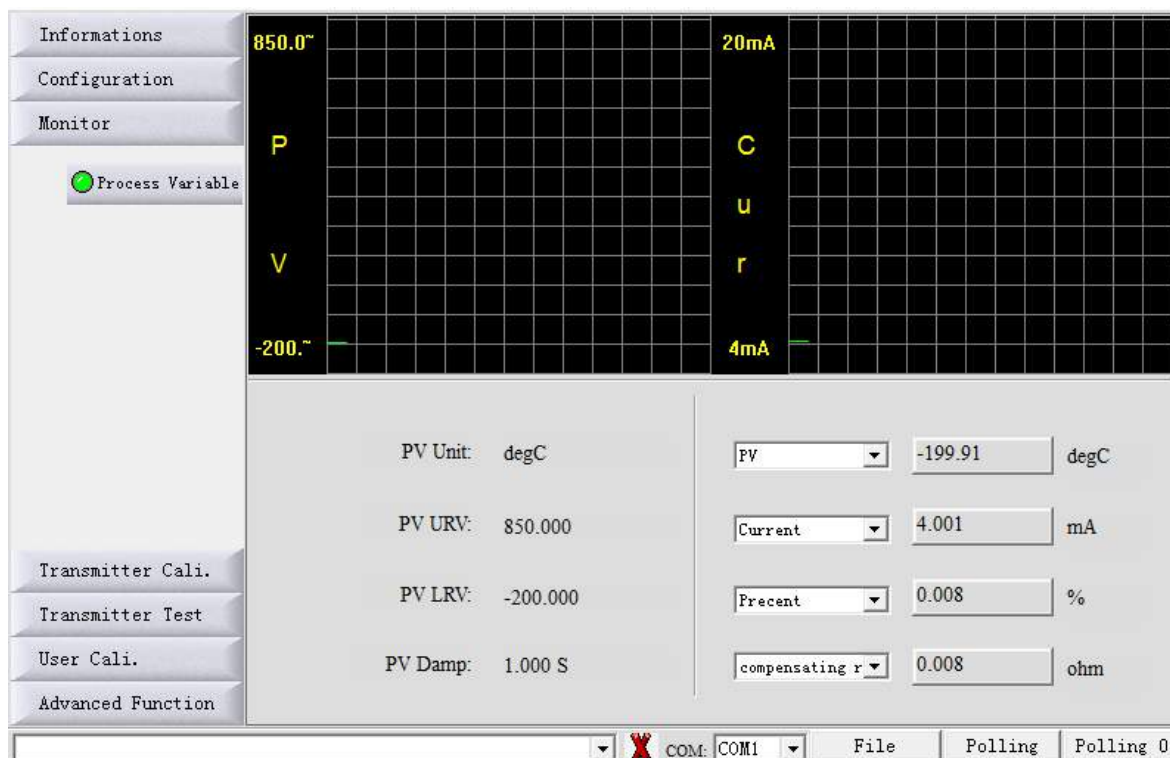 Informations
Configuration
Monitor
Process Variable
Transmitter Cali.
Transmitter Test
User Cali.
Advanced Function
850.0~
P
V
-200.~
20mA
C
u
r
4mA
PV Unit: degC
PV URV: 850.000
PV LRV: -200.000
PV Damp: 1.000 S
PV -199.91 degC
Current 4.001 mA
Precent 0.008 %
compensating r 0.008 ohm
X COM: COM1 File Polling Polling 0